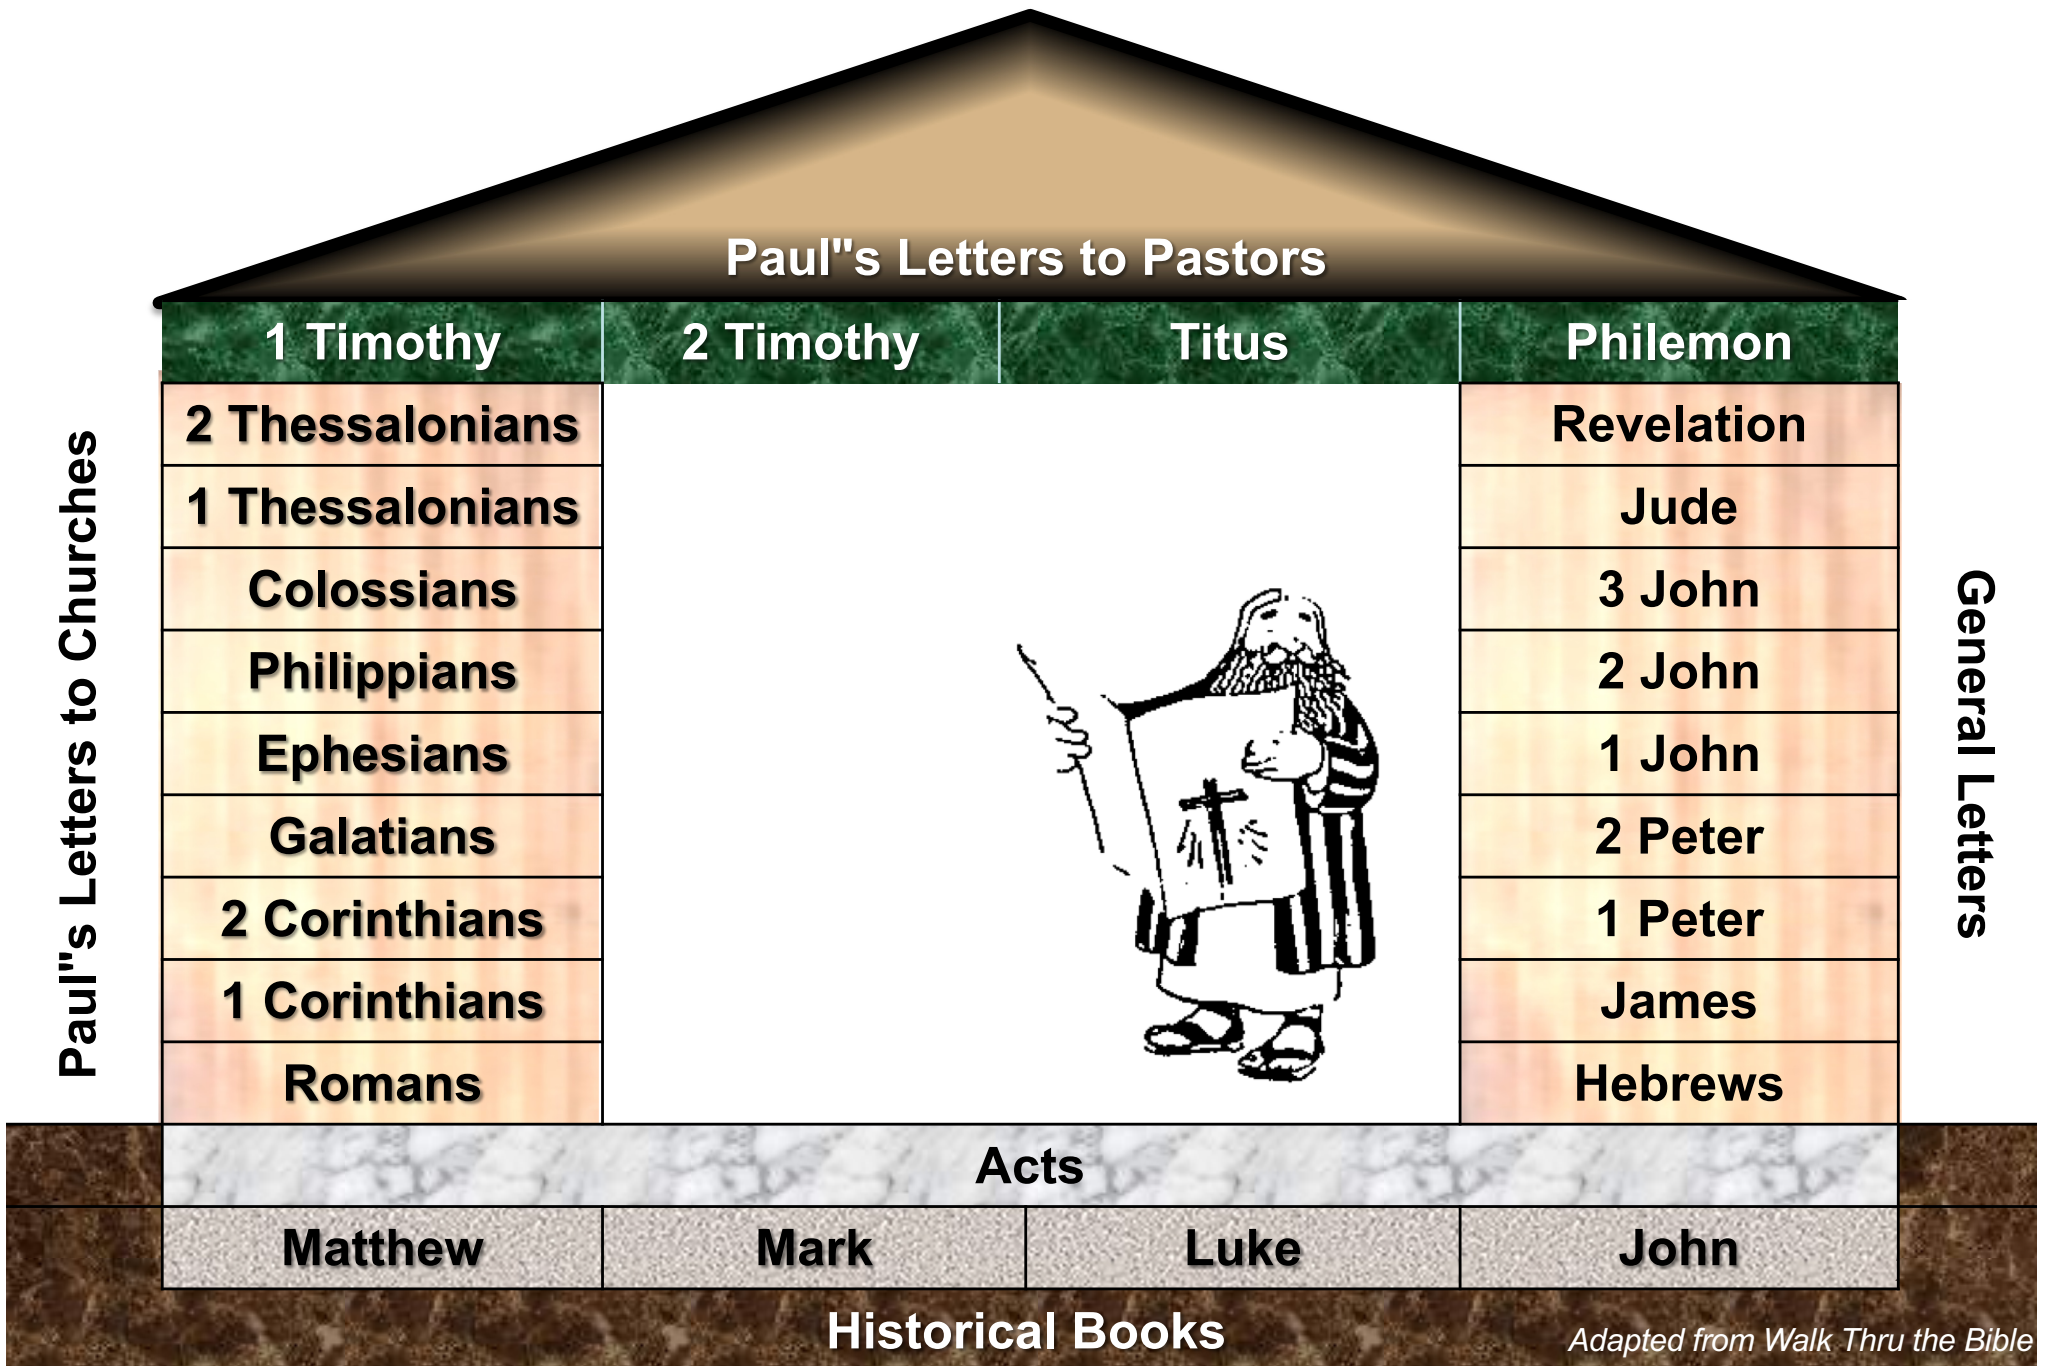 Paul"s Letters to Pastors
1 Timothy
2 Timothy
Titus
Philemon
Paul"s Letters to Churches
2 Thessalonians
1 Thessalonians
Colossians
Philippians
Ephesians
Galatians
2 Corinthians
1 Corinthians
Romans
Revelation
Jude
3 John
2 John
1 John
2 Peter
1 Peter
James
Hebrews
General Letters
Acts
Matthew
Mark
Luke
John
Historical Books
Adapted from Walk Thru the Bible